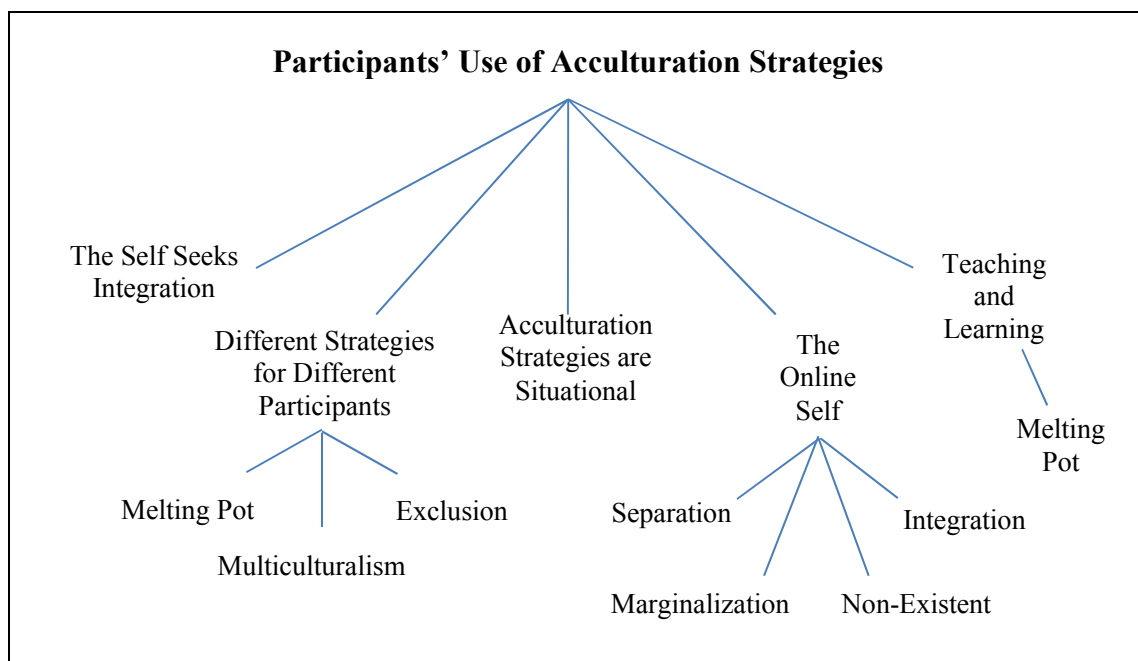 Participants’ Use of Acculturation Strategies
The Self Seeks
Integration
Different Strategies
for Different
Participants
Acculturation
Strategies are
Situational
The
Online
Self
Teaching
and
Learning
Melting Pot
Multiculturalism
Exclusion
Separation
Marginalization
Non-Existent
Integration
Melting
Pot